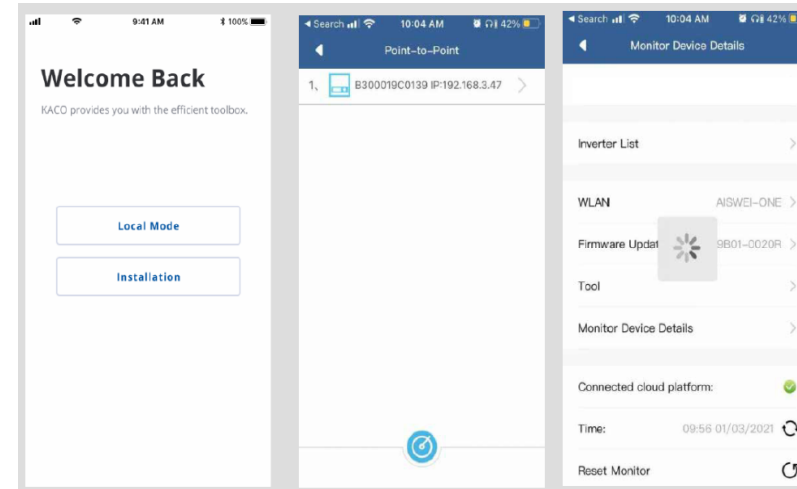 9:41 AM
100%
Welcome Back
KACO provides you with the efficient toolbox.
Local Mode
Installation
Search
10:04 AM
42%
Point-to-Point
1、 B300019C0139 IP:192.168.3.47
Search
10:04 AM
42%
Monitor Device Details
Inverter List
WLAN AISWEI-ONE
Firmware Updat 9B01-0020R
Tool
Monitor Device Details
Connected cloud platform:
Time: 09:56 01/03/2021
Reset Monitor